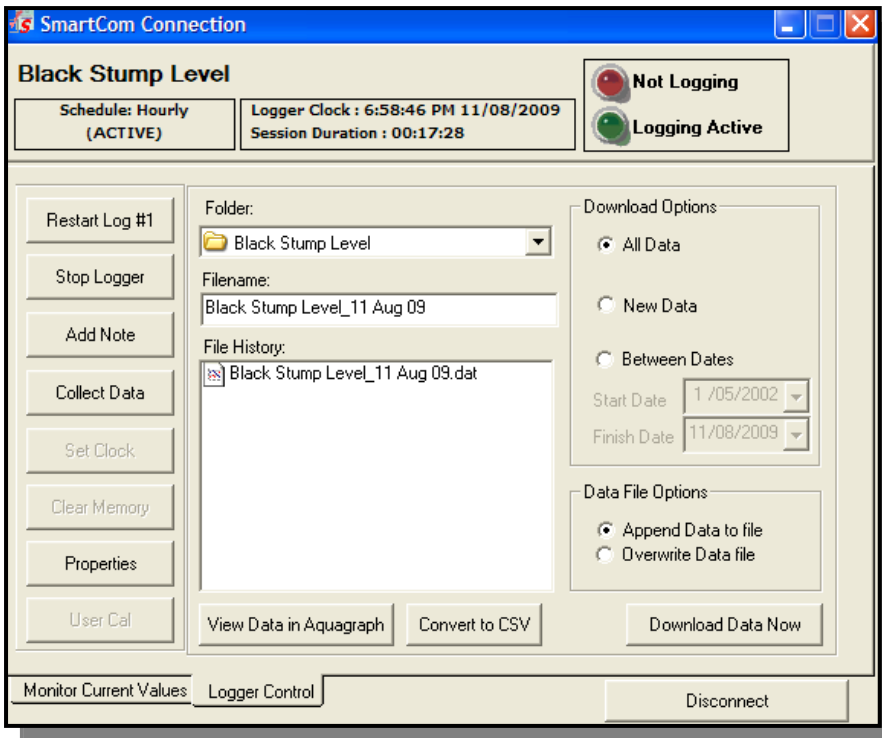 SmartCom Connection
Black Stump Level
Schedule: Hourly
(ACTIVE)
Logger Clock : 6:58:46 PM 11/08/2009
Session Duration : 00:17:28
Not Logging
Logging Active
Restart Log #1
Stop Logger
Add Note
Collect Data
Set Clock
Clear Memory
Properties
User Cal
Folder:
Black Stump Level
Filename:
Black Stump Level_11 Aug 09
File History:
Black Stump Level_11 Aug 09.dat
View Data in Aquagraph
Convert to CSV
Download Options
All Data
New Data
Between Dates
Start Date 1 /05/2002
Finish Date 11/08/2009
Data File Options
Append Data to file
Overwrite Data file
Download Data Now
Monitor Current Values
Logger Control
Disconnect